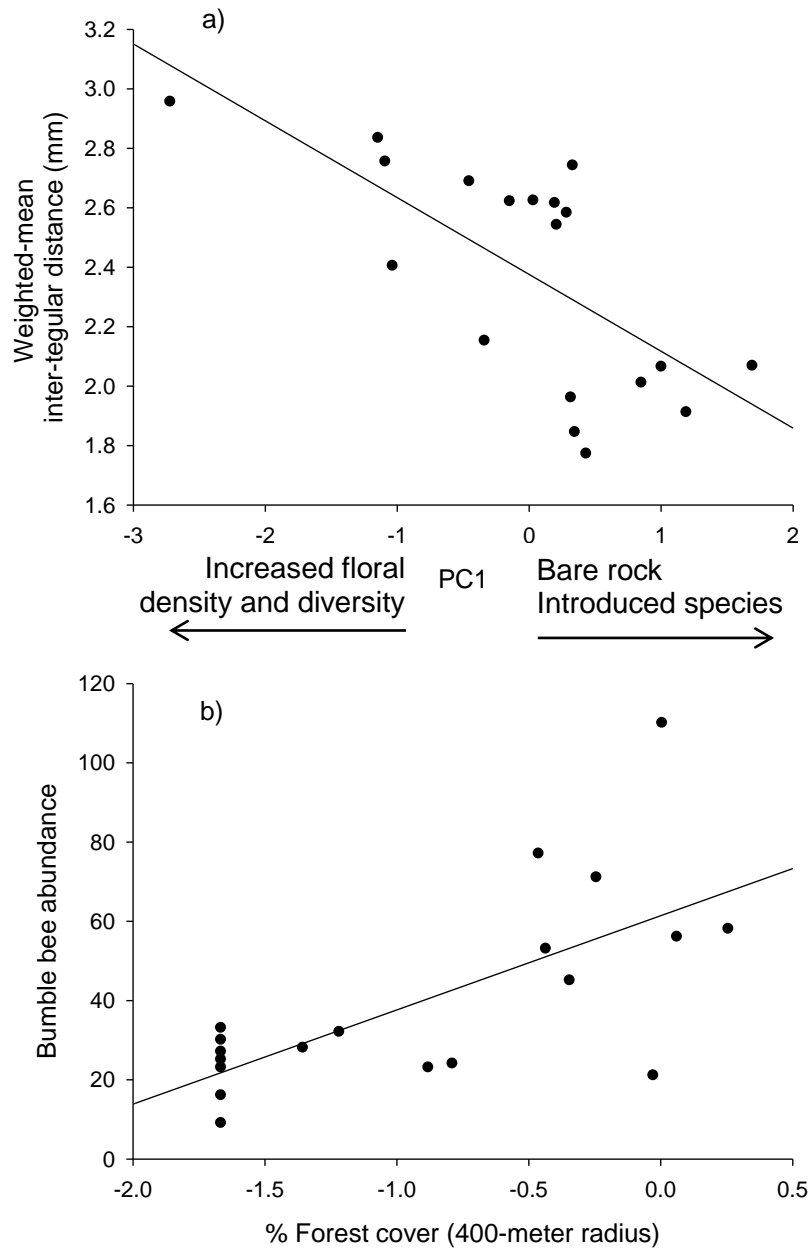 a)
3.2
3.0
2.8
2.6
2.4
2.2
2.0
1.8
1.6
Weighted-mean
inter-tegular distance (mm)
-3
-2
-1
0
1
2
Increased floral
density and diversity
PC1
Bare rock
Introduced species
b)
120
100
80
60
40
20
0
Bumble bee abundance
-2.0
-1.5
-1.0
-0.5
0.0
0.5
% Forest cover (400-meter radius)